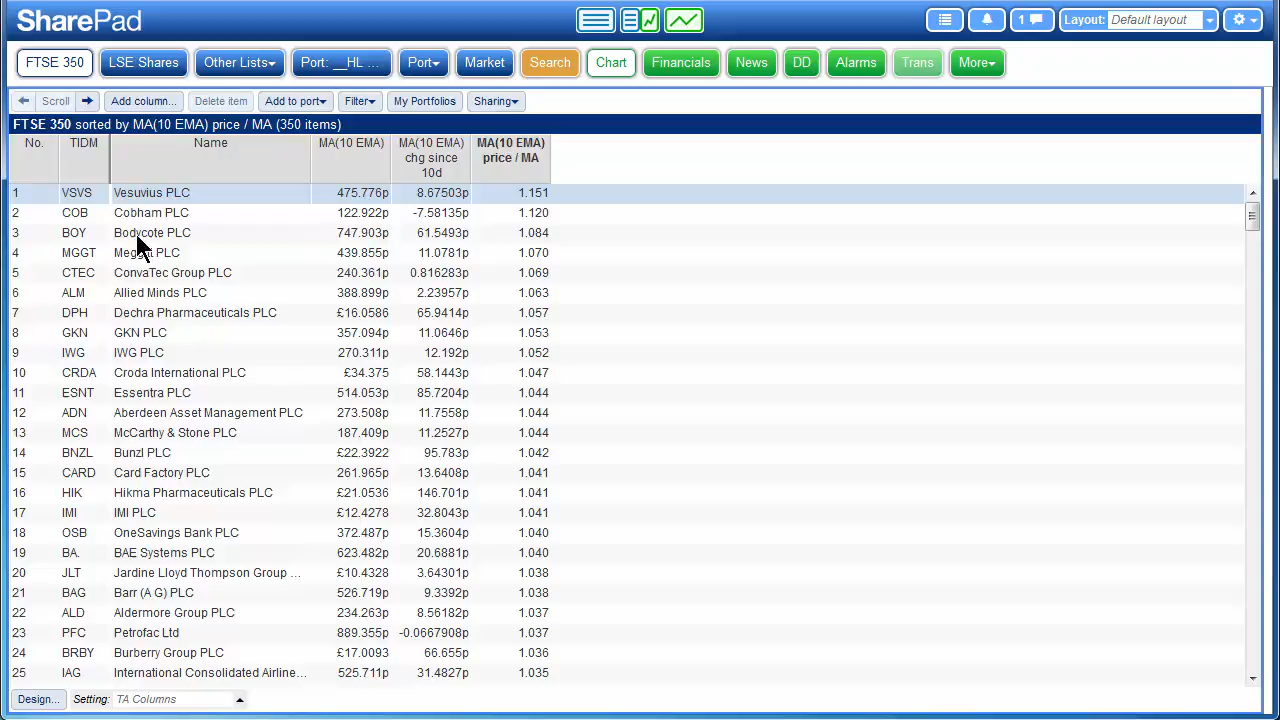 SharePad
1
Layout: Default layout
FTSE 350 LSE Shares Other Lists Port: __HL ... Port Market Search Chart Financials News DD Alarms Trans More
Scroll Add column... Delete item Add to port Filter My Portfolios Sharing
FTSE 350 sorted by MA(10 EMA) price / MA (350 items)
No. TIDM Name MA(10 EMA) MA(10 EMA) chg since 10d MA(10 EMA) price / MA
1 VSVS Vesuvius PLC 475.776p 8.67503p 1.151
2 COB Cobham PLC 122.922p -7.58135p 1.120
3 BOY Bodycote PLC 747.903p 61.5493p 1.084
4 MGGT Meggitt PLC 439.855p 11.0781p 1.070
5 CTEC ConvaTec Group PLC 240.361p 0.816283p 1.069
6 ALM Allied Minds PLC 388.899p 2.23957p 1.063
7 DPH Dechra Pharmaceuticals PLC £16.0586 65.9414p 1.057
8 GKN GKN PLC 357.094p 11.0646p 1.053
9 IWG IWG PLC 270.311p 12.192p 1.052
10 CRDA Croda International PLC £34.375 58.1443p 1.047
11 ESNT Essentra PLC 514.053p 85.7204p 1.044
12 ADN Aberdeen Asset Management PLC 273.508p 11.7558p 1.044
13 MCS McCarthy & Stone PLC 187.409p 11.2527p 1.044
14 BNZL Bunzl PLC £22.3922 95.783p 1.042
15 CARD Card Factory PLC 261.965p 13.6408p 1.041
16 HIK Hikma Pharmaceuticals PLC £21.0536 146.701p 1.041
17 IMI IMI PLC £12.4278 32.8043p 1.041
18 OSB OneSavings Bank PLC 372.487p 15.3604p 1.040
19 BA. BAE Systems PLC 623.482p 20.6881p 1.040
20 JLT Jardine Lloyd Thompson Group ... £10.4328 3.64301p 1.038
21 BAG Barr (A G) PLC 526.719p 9.3392p 1.038
22 ALD Aldermore Group PLC 234.263p 8.56182p 1.037
23 PFC Petrofac Ltd 889.355p -0.0667908p 1.037
24 BRBY Burberry Group PLC £17.0093 66.655p 1.036
25 IAG International Consolidated Airline... 525.711p 31.4827p 1.035
Design... Setting: TA Columns